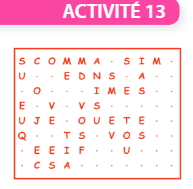 ACTIVITÉ 13
S C O M M A · S I M ·
U · · E D N S · A · ·
· O · · · I M E S · ·
E · V · V S · · · · ·
U J E · O U E T E · ·
Q · · T S · V O S · ·
· E E I F · · U · · ·
· C S A · · · · · · ·